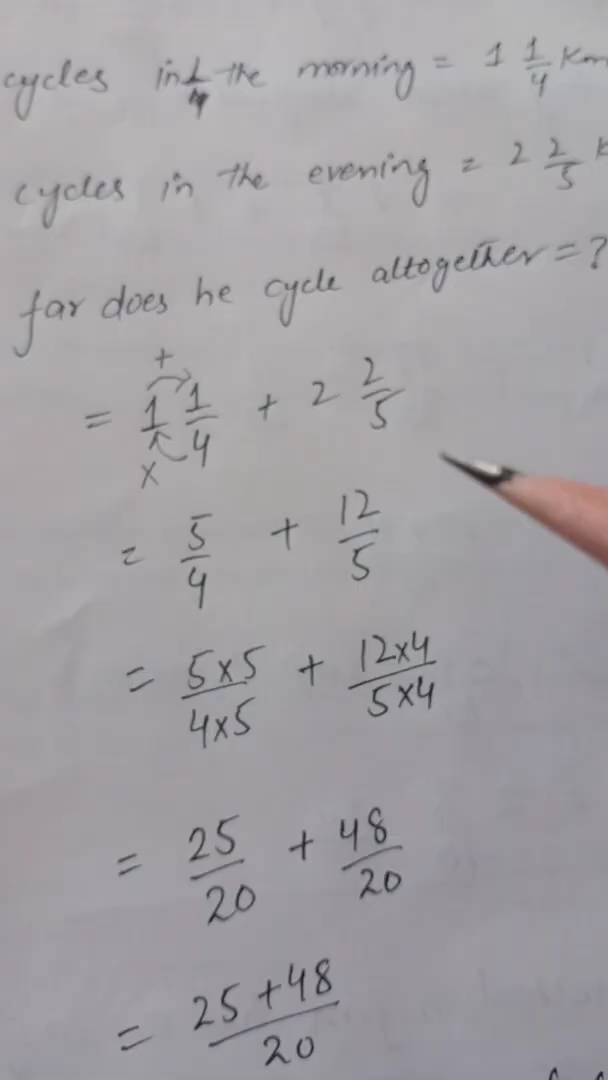 cycles in the morning = 1 1/4 Km
cycles in the evening = 2 2/5 K
far does he cycle altogether = ?
+
= 1 1/4 + 2 2/5
x
= 5/4 + 12/5
= 5x5/4x5 + 12x4/5x4
= 25/20 + 48/20
= 25+48/20